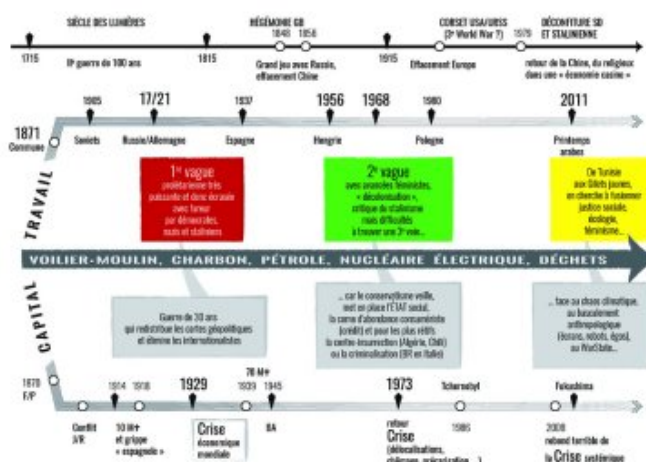 SIÈCLE DES LUMIÈRES
HÉGÉMONIE GB
1848 1858
CORSET USA/URSS
(3e World War ?)
DÉCONFITURE SD
ET STALINIENNE
1979
1715
IIe guerre de 100 ans
1815
Grand jeu avec Russie,
effacement Chine
1915
Effacement Europe
retour de la Chine, du religieux
dans une « économie casino »
1905
17/21
1937
1956
1968
1980
2011
1871
Commune
Soviets
Russie/Allemagne
Espagne
Hongrie
Pologne
Printemps
arabes
TRAVAIL
1re vague
prolétarienne très
puissante et donc écrasée
avec fureur
par démocrates,
nazis et staliniens
2e vague
avec avancées féministes,
« décolonisation »,
critique du stalinisme
mais difficultés
à trouver une 3e voie...
De Tunisie
aux Gilets jaunes,
on cherche à fusionner
justice sociale,
écologie,
féminisme...
VOILIER-MOULIN, CHARBON, PÉTROLE, NUCLÉAIRE ÉLECTRIQUE, DÉCHETS
CAPITAL
Guerre de 30 ans
qui redistribue les cartes géopolitiques
et élimine les internationalistes
... car le conservatisme veille,
met en place l'ÉTAT social,
la corne d'abondance consumériste
(crédit) et pour les plus rétifs
la contre-insurrection (Algérie, Chili)
ou la criminalisation (BR en Italie)
... face au chaos climatique,
au basculement
anthropologique
(écrans, robots, égos),
au WarState...
1870
F/P
1914
1918
1929
70 M✝
1939
1945
1973
Tchernobyl
Fukushima
Conflit
J/R
10 M✝
et grippe
« espagnole »
Crise
économique
mondiale
BA
retour
Crise
(délocalisations,
chômages, précarisation ...)
1986
2008
rebond terrible de
la Crise systémique